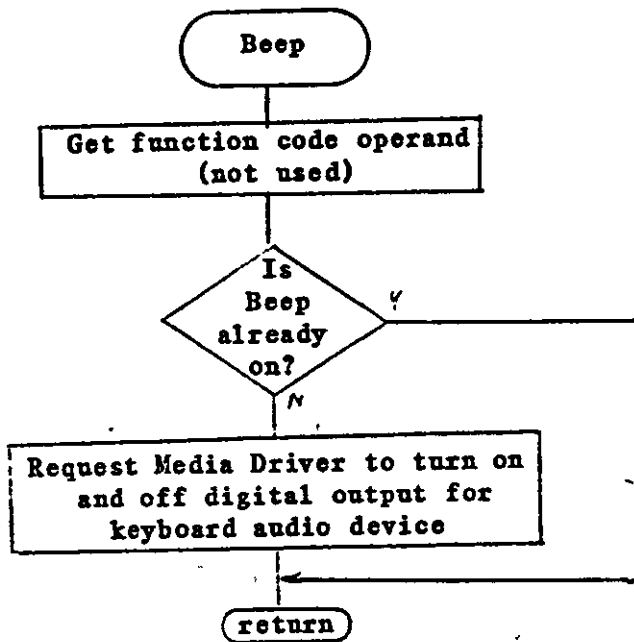 Beep
Get function code operand
(not used)
Is
Beep
already
on?
Y
N
Request Media Driver to turn on
and off digital output for
keyboard audio device
return